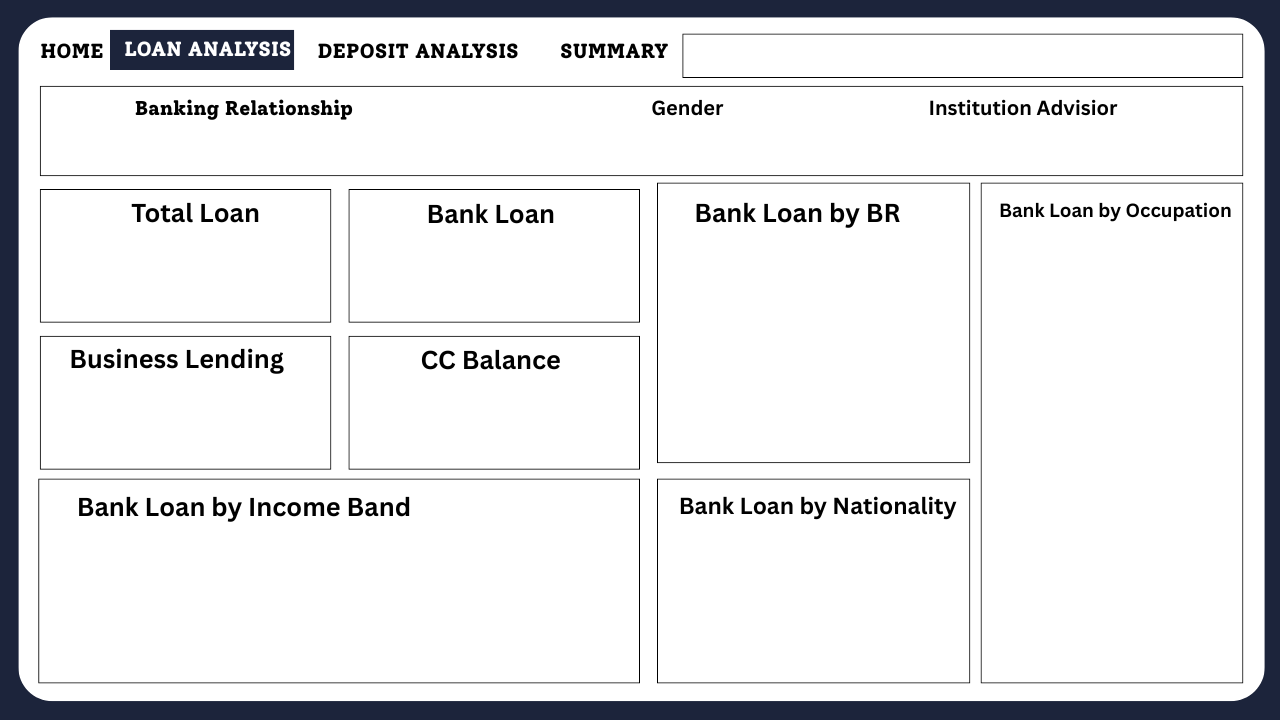 HOME LOAN ANALYSIS DEPOSIT ANALYSIS SUMMARY
Banking Relationship Gender Institution Advisior
Total Loan Bank Loan Bank Loan by BR Bank Loan by Occupation
Business Lending CC Balance
Bank Loan by Income Band Bank Loan by Nationality